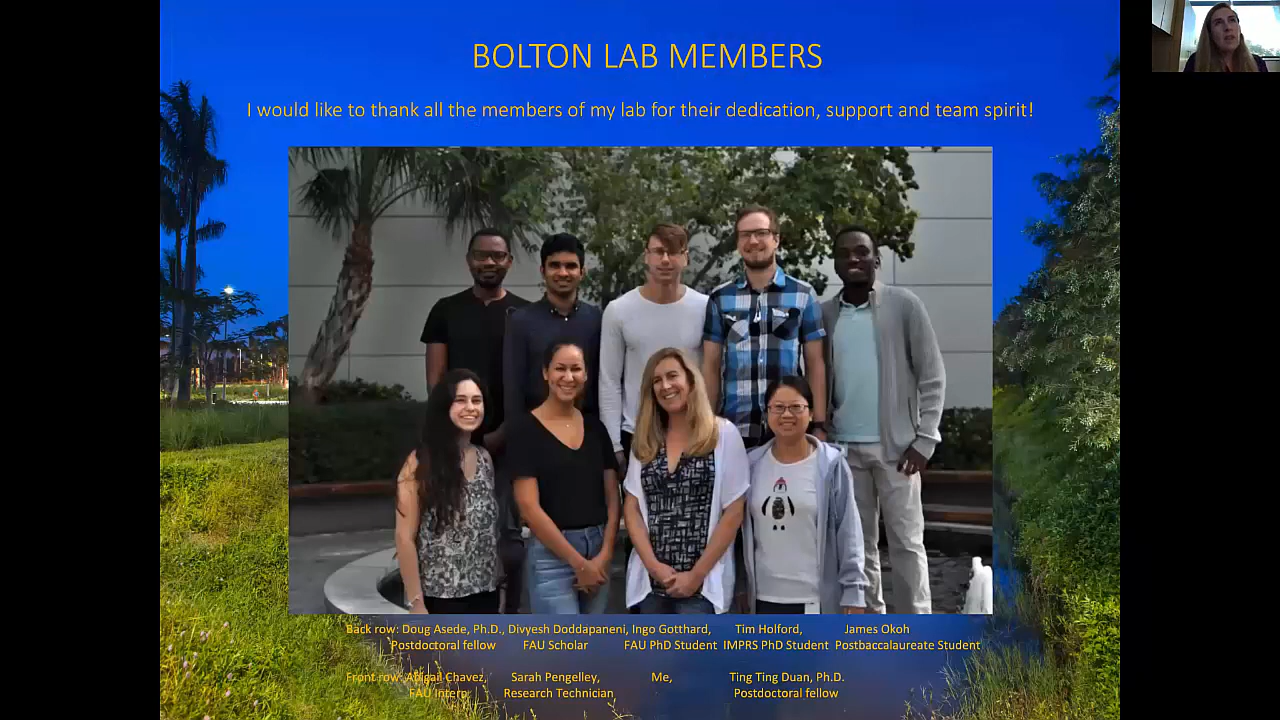 BOLTON LAB MEMBERS
I would like to thank all the members of my lab for their dedication, support and team spirit!
Back row: Doug Asede, Ph.D., Divyesh Doddapaneni, Ingo Gotthard, Tim Holford, James Okoh
Postdoctoral fellow FAU Scholar FAU PhD Student IMPRS PhD Student Postbaccalaureate Student
Front row: Abigail Chavez, Sarah Pengelley, Me, Ting Ting Duan, Ph.D.
FAU Intern Research Technician Postdoctoral fellow